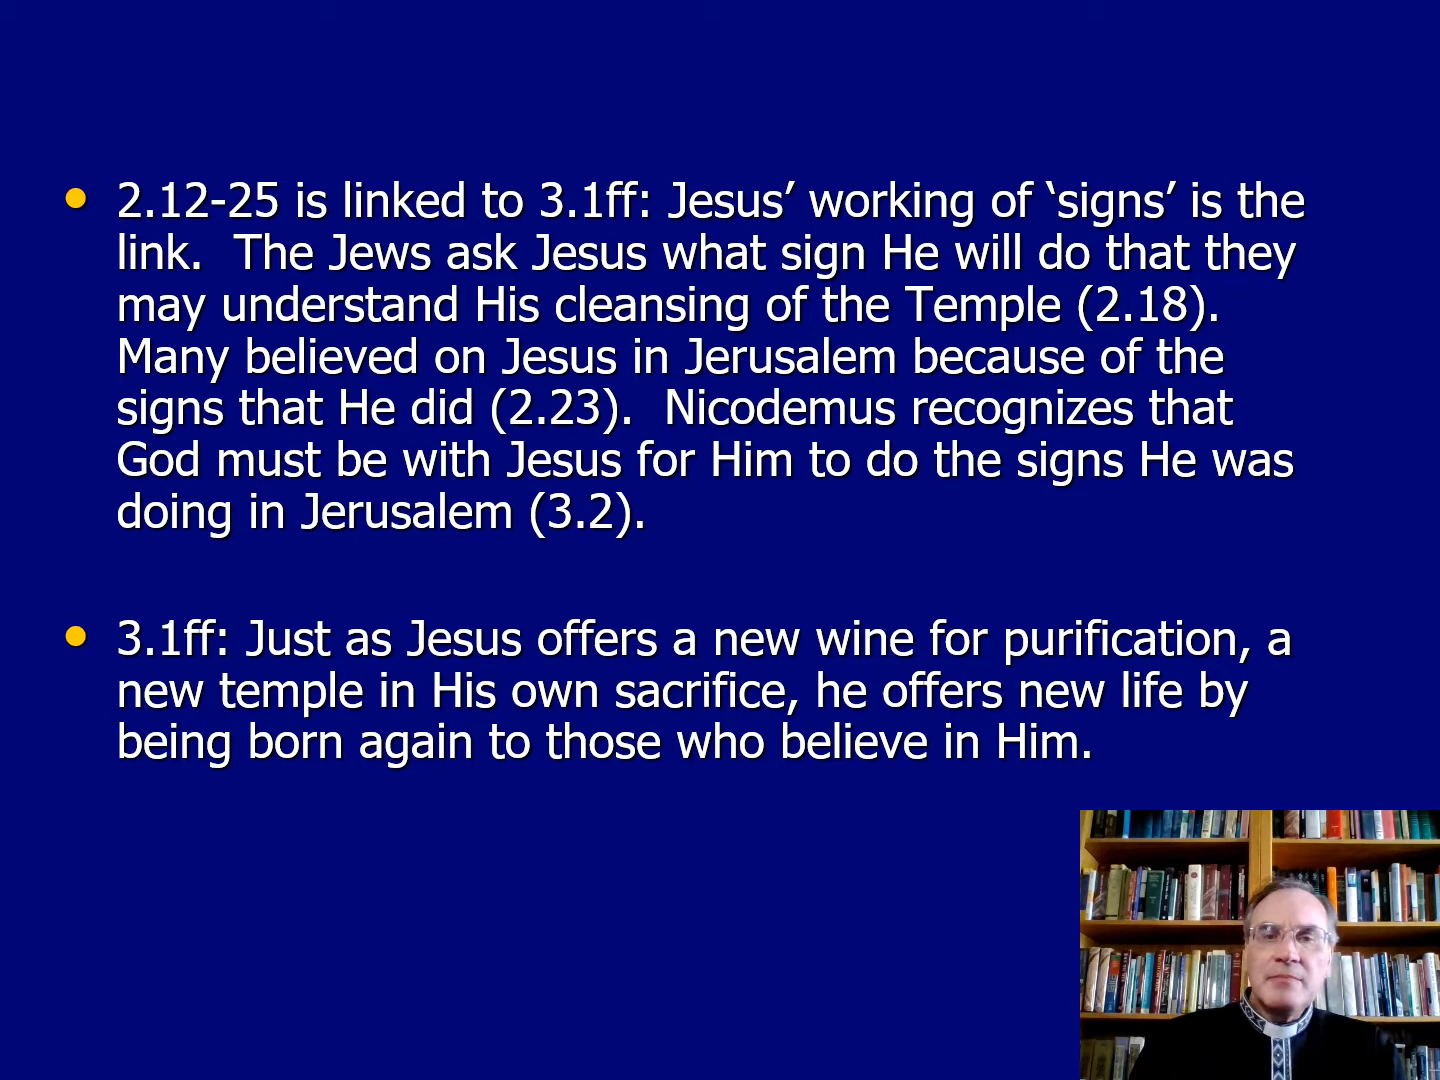 • 2.12-25 is linked to 3.1ff: Jesus’ working of ‘signs’ is the
link.  The Jews ask Jesus what sign He will do that they
may understand His cleansing of the Temple (2.18).
Many believed on Jesus in Jerusalem because of the
signs that He did (2.23).  Nicodemus recognizes that
God must be with Jesus for Him to do the signs He was
doing in Jerusalem (3.2).
• 3.1ff: Just as Jesus offers a new wine for purification, a
new temple in His own sacrifice, he offers new life by
being born again to those who believe in Him.